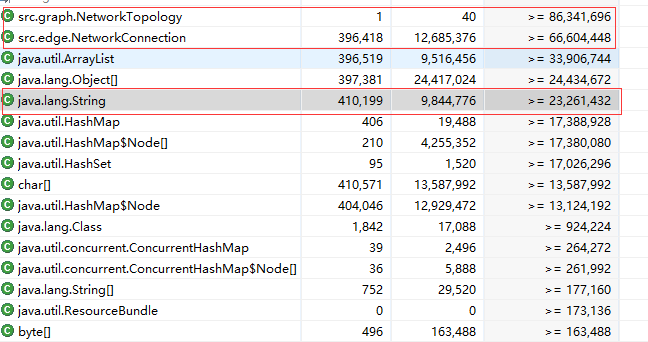 src.graph.NetworkTopology 1 40 >= 86,341,696
src.edge.NetworkConnection 396,418 12,685,376 >= 66,604,448
java.util.ArrayList 396,519 9,516,456 >= 33,906,744
java.lang.Object[] 397,381 24,417,024 >= 24,434,672
java.lang.String 410,199 9,844,776 >= 23,261,432
java.util.HashMap 406 19,488 >= 17,388,928
java.util.HashMap$Node[] 210 4,255,352 >= 17,380,080
java.util.HashSet 95 1,520 >= 17,026,296
char[] 410,571 13,587,992 >= 13,587,992
java.util.HashMap$Node 404,046 12,929,472 >= 13,124,192
java.lang.Class 1,842 17,088 >= 924,224
java.util.concurrent.ConcurrentHashMap 39 2,496 >= 264,272
java.util.concurrent.ConcurrentHashMap$Node[] 36 5,888 >= 261,992
java.lang.String[] 752 29,520 >= 177,160
java.util.ResourceBundle 0 0 >= 173,136
byte[] 496 163,488 >= 163,488